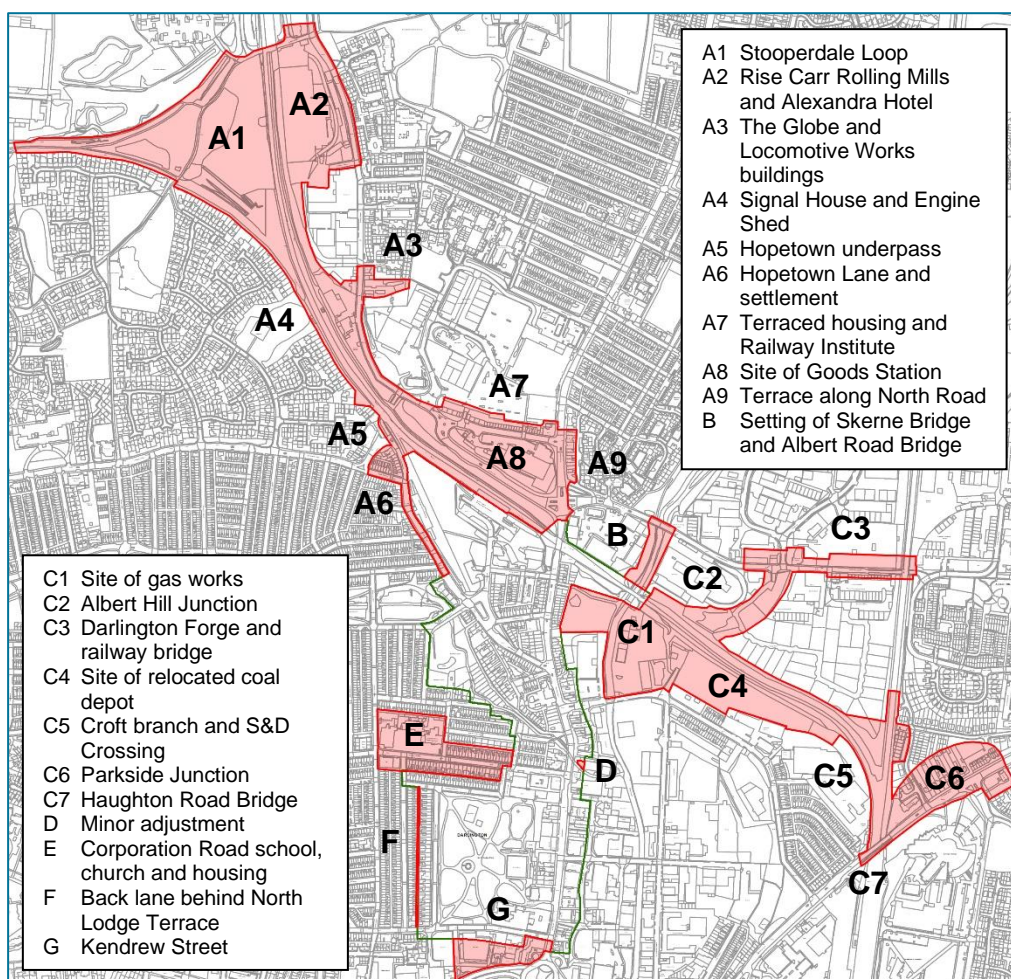 A1 Stooperdale Loop
A2 Rise Carr Rolling Mills
and Alexandra Hotel
A3 The Globe and
Locomotive Works
buildings
A4 Signal House and Engine
Shed
A5 Hopetown underpass
A6 Hopetown Lane and
settlement
A7 Terraced housing and
Railway Institute
A8 Site of Goods Station
A9 Terrace along North Road
B Setting of Skerne Bridge
and Albert Road Bridge
A2
A1
A3
A4
A7
A5
A8
A9
A6
B
C3
C2
C1
C4
E
D
C5
C6
DARLINGTON
F
C7
G
C1 Site of gas works
C2 Albert Hill Junction
C3 Darlington Forge and
railway bridge
C4 Site of relocated coal
depot
C5 Croft branch and S&D
Crossing
C6 Parkside Junction
C7 Haughton Road Bridge
D Minor adjustment
E Corporation Road school,
church and housing
F Back lane behind North
Lodge Terrace
G Kendrew Street